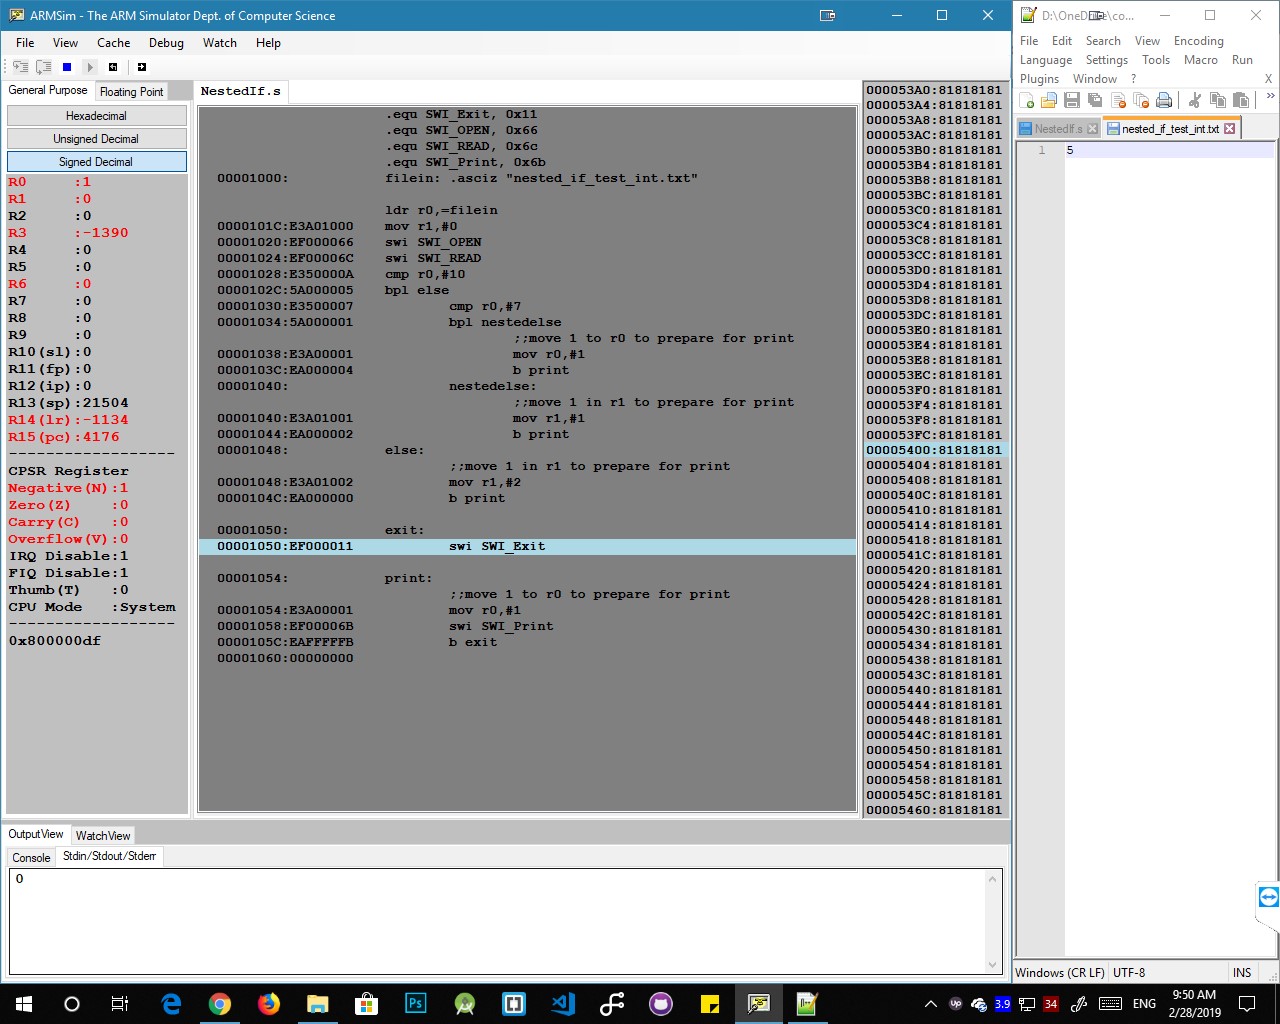 ARMSim - The ARM Simulator Dept. of Computer Science
File View Cache Debug Watch Help
General Purpose Floating Point
Hexadecimal
Unsigned Decimal
Signed Decimal
R0 :1
R1 :0
R2 :0
R3 :-1390
R4 :0
R5 :0
R6 :0
R7 :0
R8 :0
R9 :0
R10(sl):0
R11(fp):0
R12(ip):0
R13(sp):21504
R14(lr):-1134
R15(pc):4176
------------------
CPSR Register
Negative(N):1
Zero(Z) :0
Carry(C) :0
Overflow(V):0
IRQ Disable:1
FIQ Disable:1
Thumb(T) :0
CPU Mode :System
------------------
0x800000df
NestedIf.s
.equ SWI_Exit, 0x11
.equ SWI_OPEN, 0x66
.equ SWI_READ, 0x6c
.equ SWI_Print, 0x6b
00001000: filein: .asciz "nested_if_test_int.txt"
ldr r0,=filein
0000101C:E3A01000 mov r1,#0
00001020:EF000066 swi SWI_OPEN
00001024:EF00006C swi SWI_READ
00001028:E350000A cmp r0,#10
0000102C:5A000005 bpl else
00001030:E3500007 cmp r0,#7
00001034:5A000001 bpl nestedelse
;;move 1 to r0 to prepare for print
00001038:E3A00001 mov r0,#1
0000103C:EA000004 b print
00001040: nestedelse:
;;move 1 in r1 to prepare for print
00001040:E3A01001 mov r1,#1
00001044:EA000002 b print
00001048: else:
;;move 1 in r1 to prepare for print
00001048:E3A01002 mov r1,#2
0000104C:EA000000 b print
00001050: exit:
00001050:EF000011 swi SWI_Exit
00001054: print:
;;move 1 to r0 to prepare for print
00001054:E3A00001 mov r0,#1
00001058:EF00006B swi SWI_Print
0000105C:EAFFFFFB b exit
00001060:00000000
000053A0:81818181
000053A4:81818181
000053A8:81818181
000053AC:81818181
000053B0:81818181
000053B4:81818181
000053B8:81818181
000053BC:81818181
000053C0:81818181
000053C4:81818181
000053C8:81818181
000053CC:81818181
000053D0:81818181
000053D4:81818181
000053D8:81818181
000053DC:81818181
000053E0:81818181
000053E4:81818181
000053E8:81818181
000053EC:81818181
000053F0:81818181
000053F4:81818181
000053F8:81818181
000053FC:81818181
00005400:81818181
00005404:81818181
00005408:81818181
0000540C:81818181
00005410:81818181
00005414:81818181
00005418:81818181
0000541C:81818181
00005420:81818181
00005424:81818181
00005428:81818181
0000542C:81818181
00005430:81818181
00005434:81818181
00005438:81818181
0000543C:81818181
00005440:81818181
00005444:81818181
00005448:81818181
0000544C:81818181
00005450:81818181
00005454:81818181
00005458:81818181
0000545C:81818181
00005460:81818181
OutputView WatchView
Console Stdin/Stdout/Stderr
0
File Edit Search View Encoding
Language Settings Tools Macro Run
Plugins Window ? X
NestedIf.s nested_if_test_int.txt
1 5
Windows (CR LF) UTF-8 INS
Ps
UP 3.9 34 ENG
9:50 AM
2/28/2019